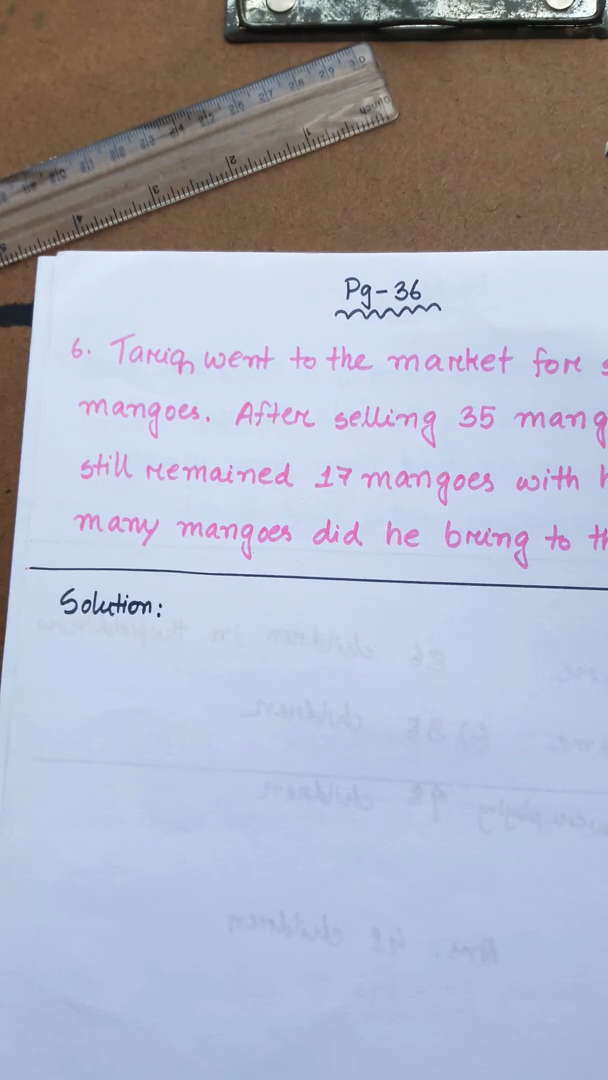 Pg-36
6. Tariq went to the market for
mangoes. After selling 35 mang
still remained 17 mangoes with h
many mangoes did he bring to th
Solution: